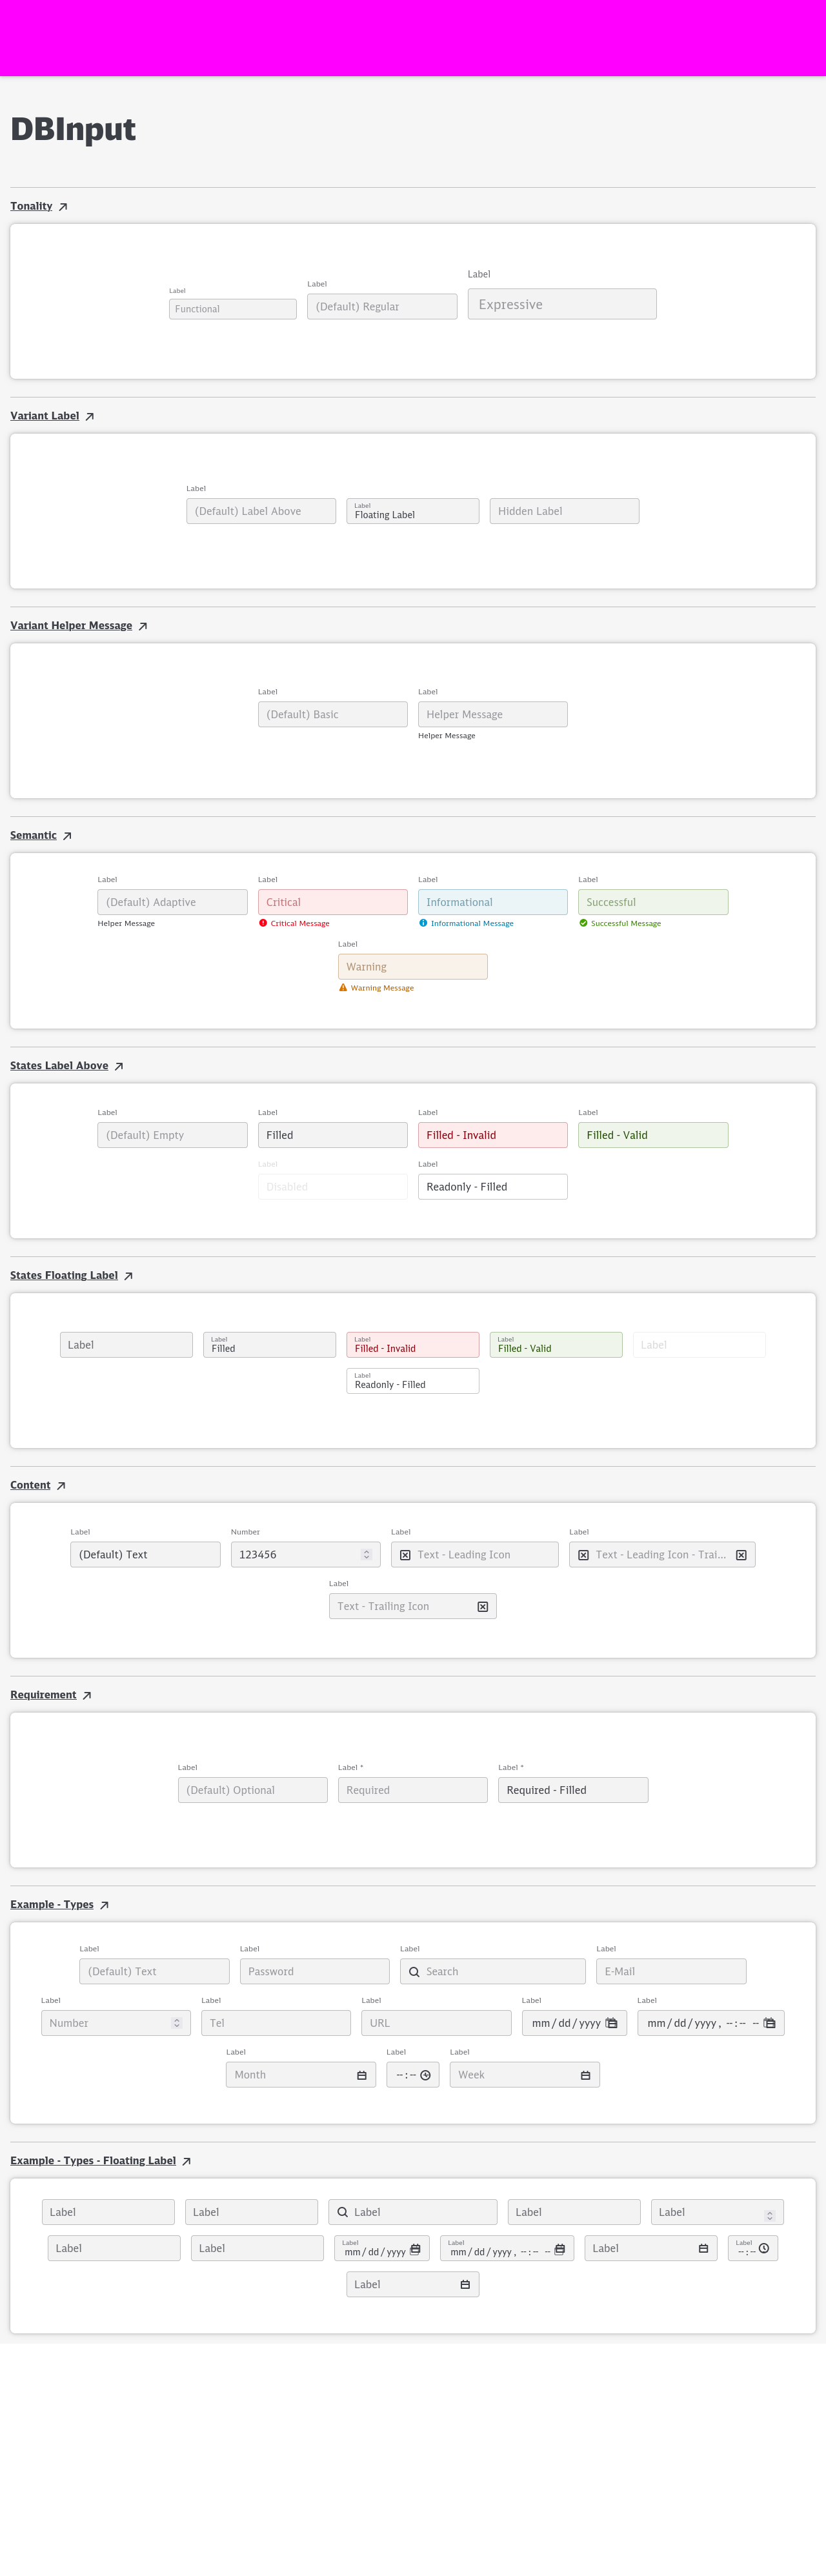 DBInput
Tonality
Label
Label
Label
Functional
(Default) Regular
Expressive
Variant Label
Label
(Default) Label Above
Label
Floating Label
Hidden Label
Variant Helper Message
Label
Label
(Default) Basic
Helper Message
Helper Message
Semantic
Label
Label
Label
Label
(Default) Adaptive
Critical
Informational
Successful
Helper Message
Critical Message
Informational Message
Successful Message
Label
Warning
Warning Message
States Label Above
Label
Label
Label
Label
(Default) Empty
Filled
Filled - Invalid
Filled - Valid
Label
Label
Disabled
Readonly - Filled
States Floating Label
Label
Label
Filled
Label
Filled - Invalid
Label
Filled - Valid
Label
Label
Readonly - Filled
Content
Label
Number
Label
Label
(Default) Text
123456
Text - Leading Icon
Text - Leading Icon - Trai...
Label
Text - Trailing Icon
Requirement
Label
Label *
Label *
(Default) Optional
Required
Required - Filled
Example - Types
Label
Label
Label
Label
(Default) Text
Password
Search
E-Mail
Label
Label
Label
Label
Label
Number
Tel
URL
mm/dd/yyyy
mm/dd/yyyy, --:-- --
Label
Label
Label
Month
--:--
Week
Example - Types - Floating Label
Label
Label
Label
Label
Label
Label
Label
Label
mm/dd/yyyy
Label
mm/dd/yyyy, --:-- --
Label
Label
--:--
Label